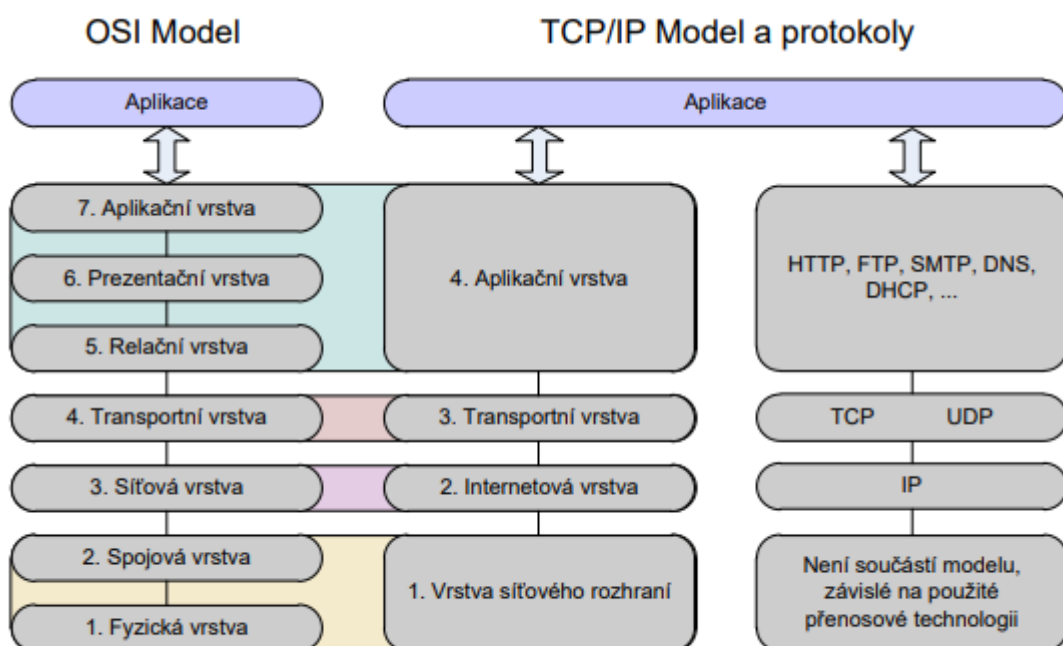 OSI Model
TCP/IP Model a protokoly
Aplikace
Aplikace
7. Aplikační vrstva
6. Prezentační vrstva
5. Relační vrstva
4. Aplikační vrstva
HTTP, FTP, SMTP, DNS,
DHCP, ...
4. Transportní vrstva
3. Transportní vrstva
TCP
UDP
3. Síťová vrstva
2. Internetová vrstva
IP
2. Spojová vrstva
1. Fyzická vrstva
1. Vrstva síťového rozhraní
Není součástí modelu,
závislé na použité
přenosové technologii